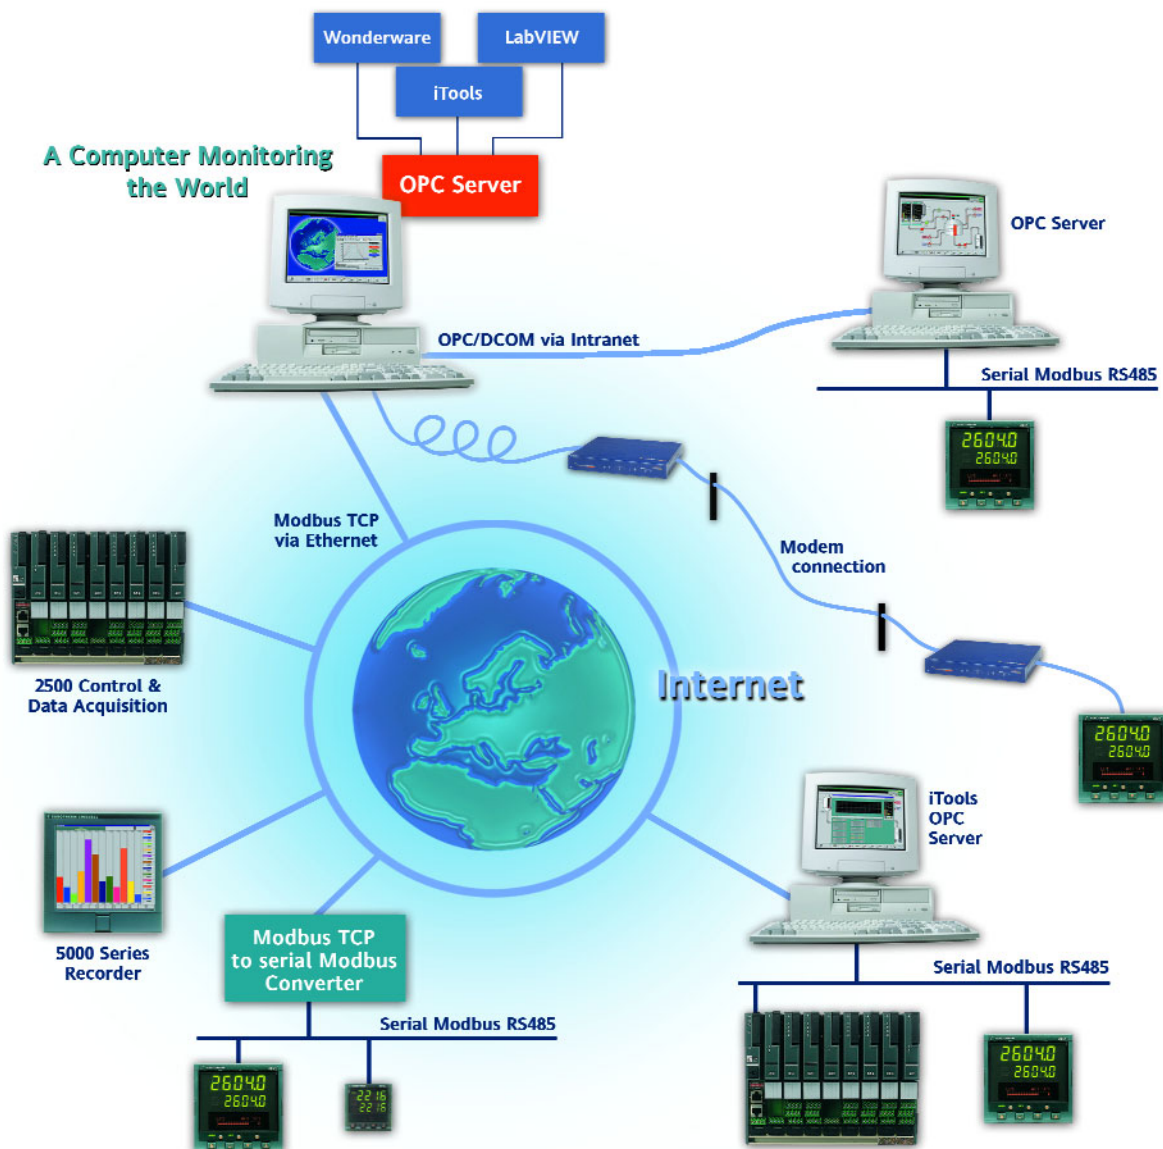 Wonderware
LabVIEW
iTools
A Computer Monitoring
the World
OPC Server
OPC Server
OPC/DCOM via Intranet
Serial Modbus RS485
2604.0
2604.0
Modbus TCP
via Ethernet
Modem
connection
2500 Control &
Data Acquisition
Internet
2604.0
2604.0
iTools
OPC
Server
5000 Series
Recorder
Modbus TCP
to serial Modbus
Converter
Serial Modbus RS485
Serial Modbus RS485
2604.0
2604.0
2604.0
2604.0
2216
2216